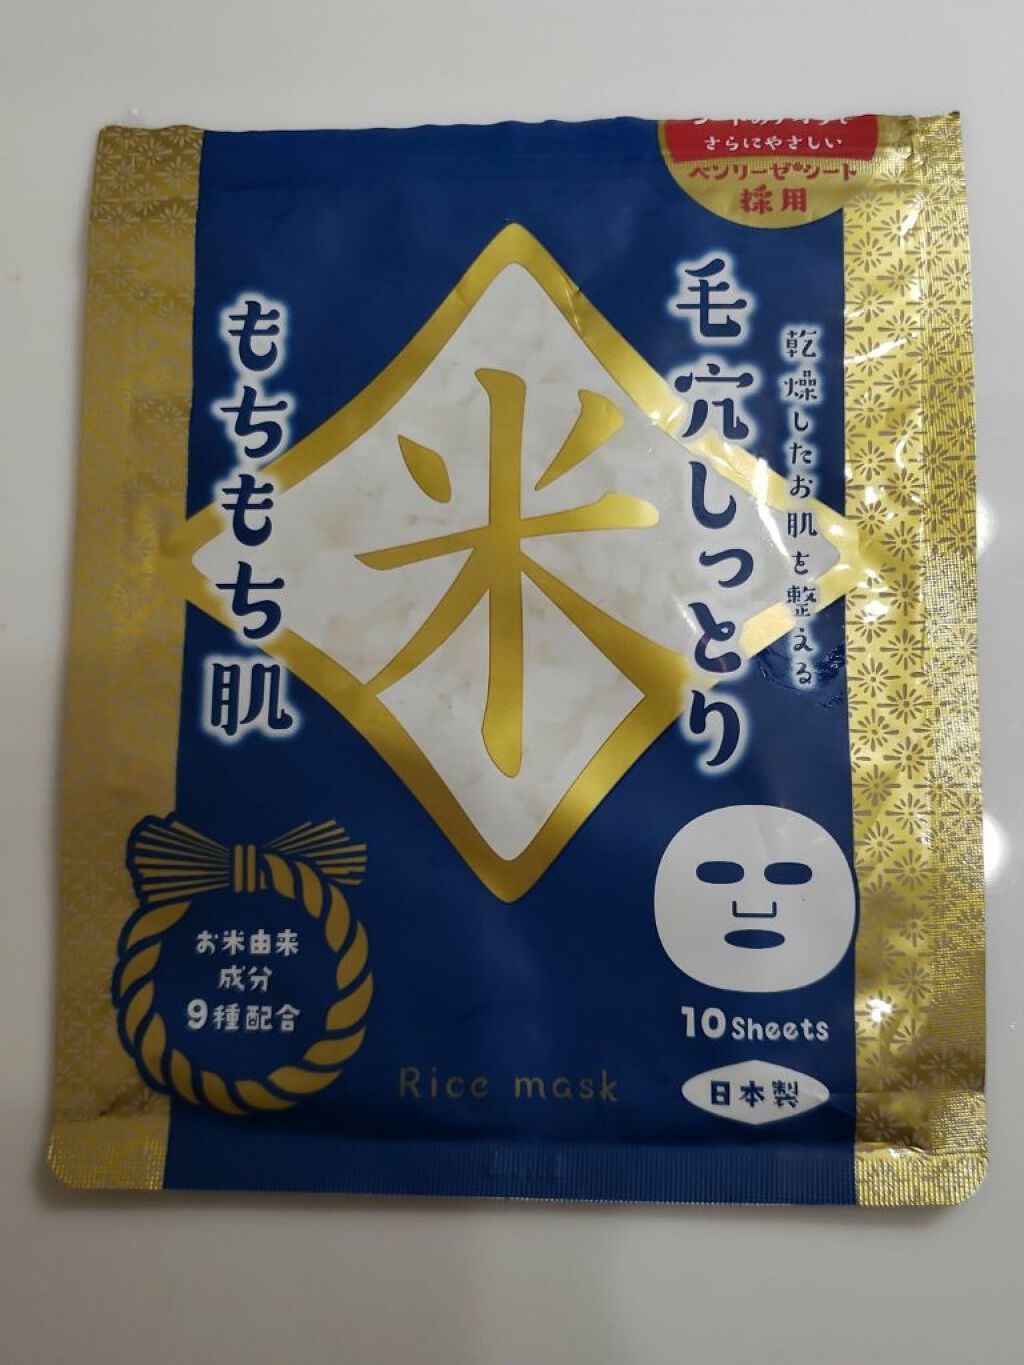 さらにやさしい
ベンリーゼ®シート
採用
乾燥したお肌を整える
毛穴しっとり
米
もちもち肌
お米由来
成分
9種配合
10 Sheets
日本製
Rice mask